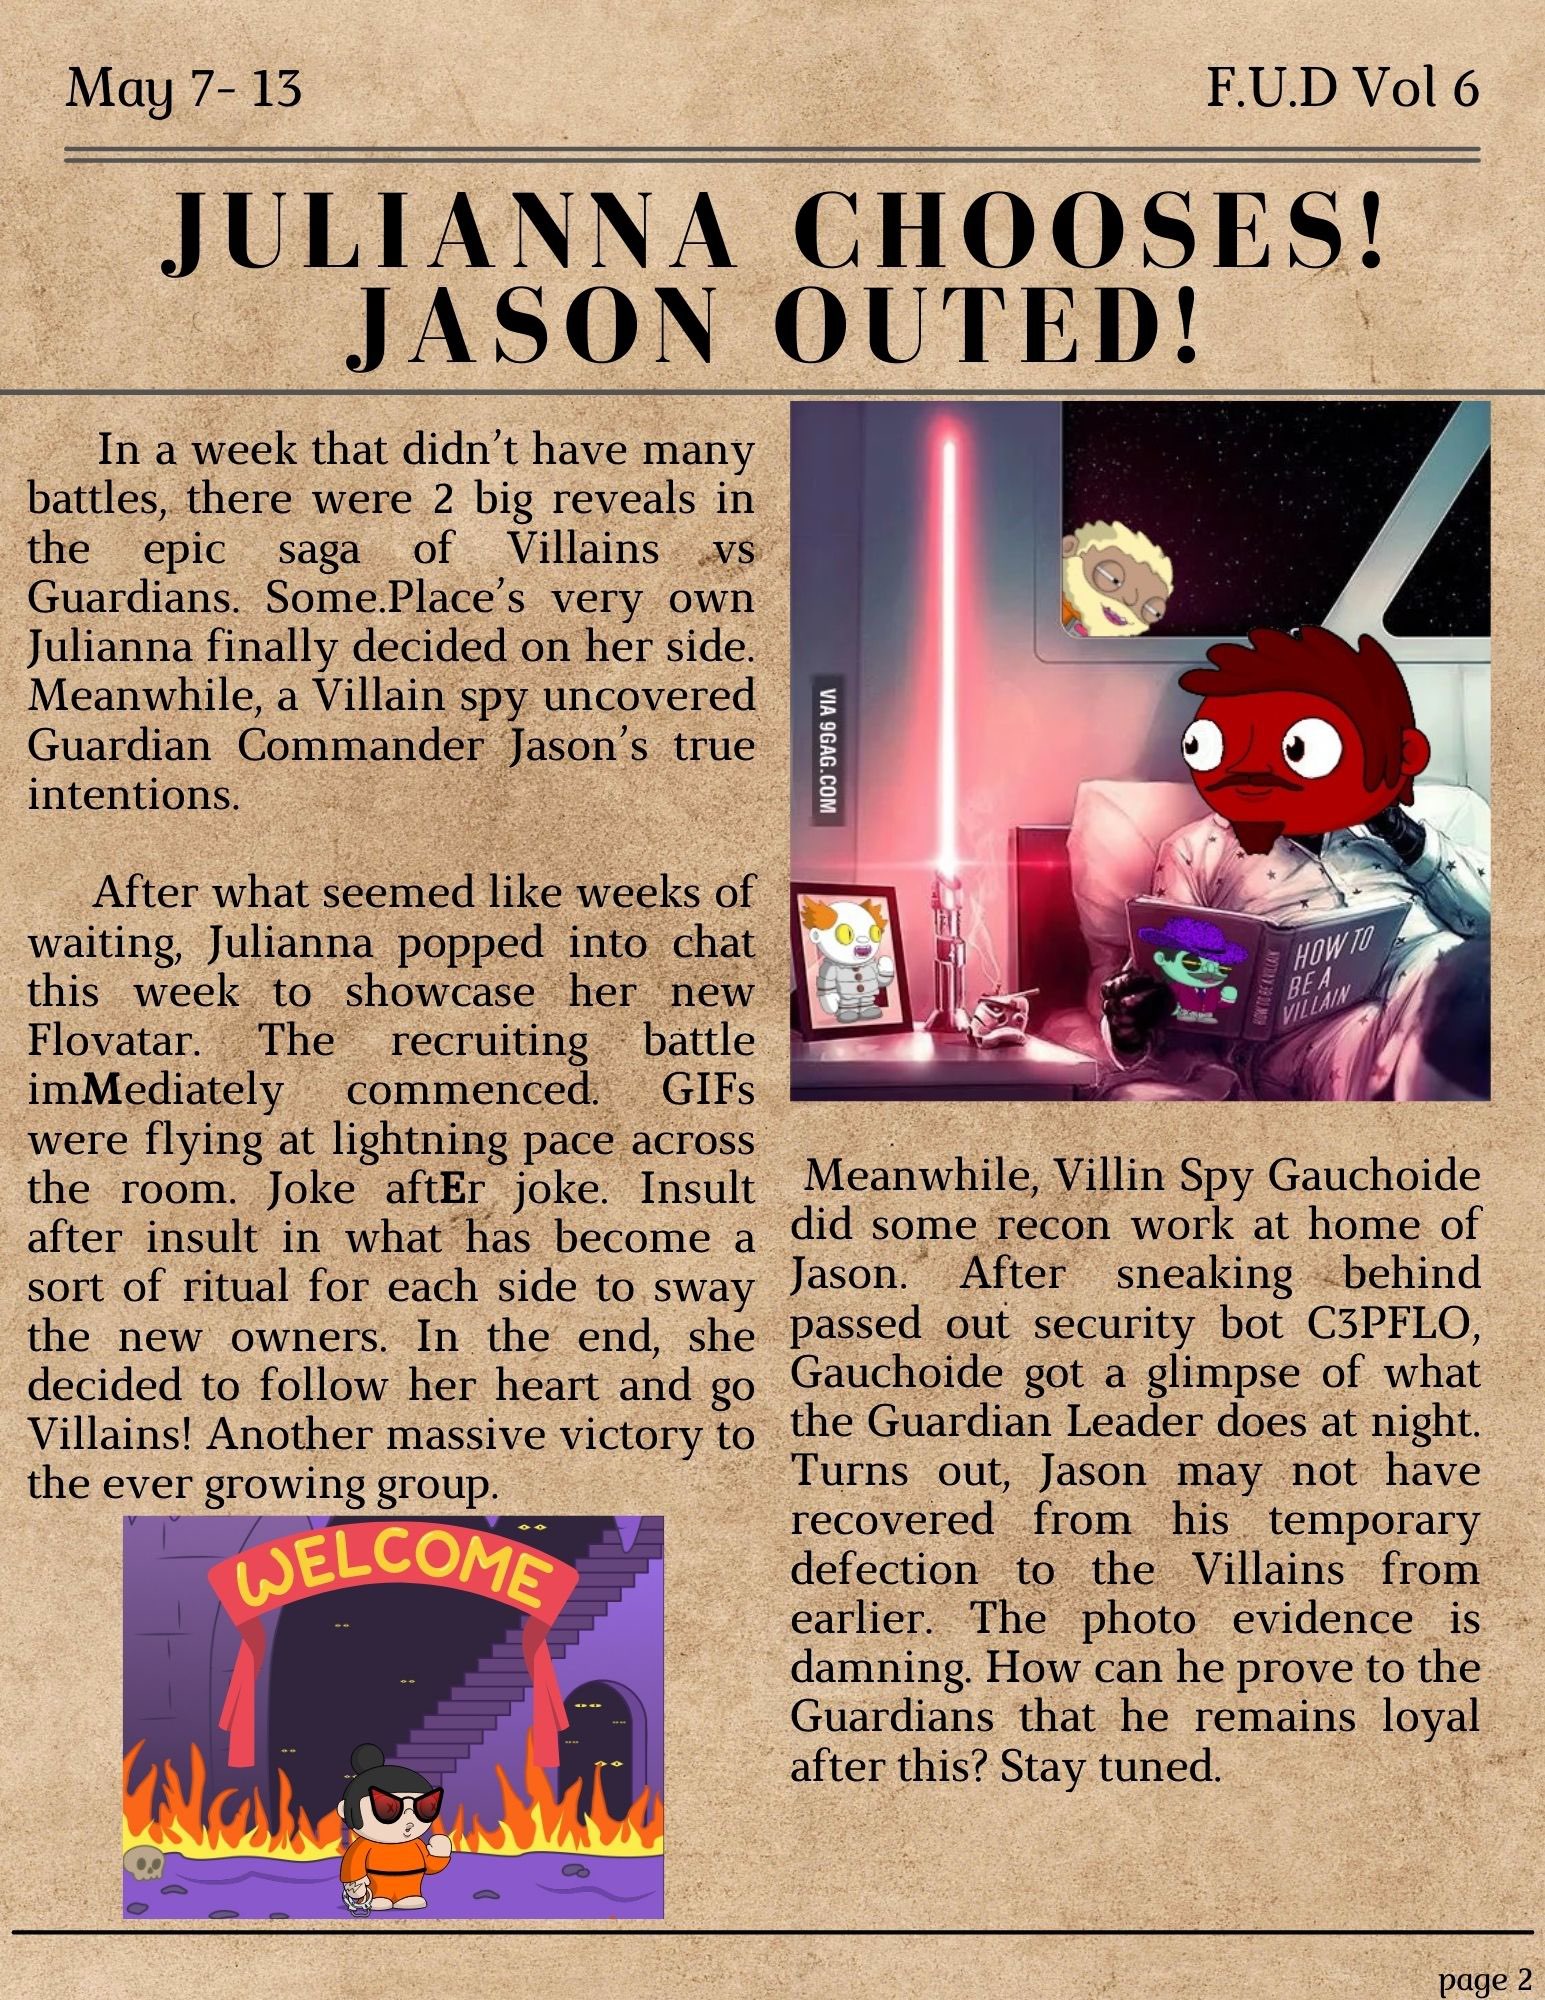 May 7- 13
F.U.D Vol 6
JULIANNA CHOOSES!
JASON OUTED!
In a week that didn't have many
battles, there were 2 big reveals in
the epic saga of Villains vs
Guardians. Some.Place's very own
Julianna finally decided on her side.
Meanwhile, a Villain spy uncovered
Guardian Commander Jason's true
intentions.
After what seemed like weeks of
waiting, Julianna popped into chat
this week to showcase her new
Flovatar. The recruiting battle
imMediately commenced. GIFs
were flying at lightning pace across
the room. Joke aftEr joke. Insult
after insult in what has become a
sort of ritual for each side to sway
the new owners. In the end, she
decided to follow her heart and go
Villains! Another massive victory to
the ever growing group.
WELCOME
VIA 9GAG.COM
HOW TO BE A VILLAIN
HOW TO
BE A
VILLAIN
Meanwhile, Villin Spy Gauchoide
did some recon work at home of
Jason. After sneaking behind
passed out security bot C3PFLO,
Gauchoide got a glimpse of what
the Guardian Leader does at night.
Turns out, Jason may not have
recovered from his temporary
defection to the Villains from
earlier. The photo evidence is
damning. How can he prove to the
Guardians that he remains loyal
after this? Stay tuned.
page 2